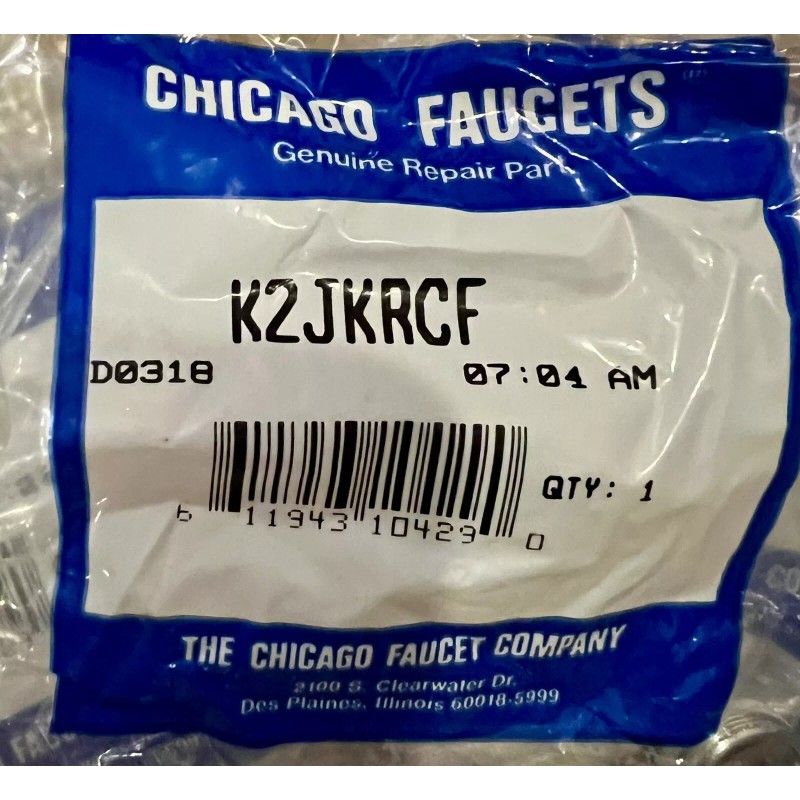 CHICAGO FAUCETS
Genuine Repair Part
K2JKRCF
D0318 07:04 AM
QTY: 1
6 11943 10429 0
THE CHICAGO FAUCET COMPANY
2100 S. Clearwater Dr.
Des Plaines, Illinois 60018-5999